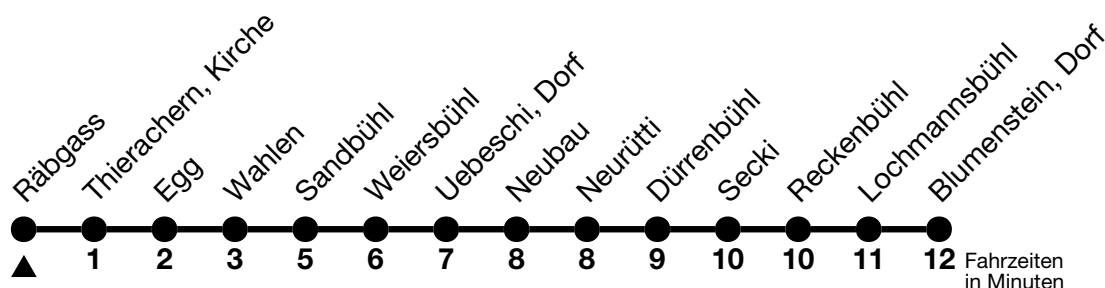 Räbgass
Thierachern, Kirche
Egg
Wahlen
Sandbühl
Weiersbühl
Uebeschi, Dorf
Neubau
Neurütti
Dürrenbühl
Secki
Reckenbühl
Lochmannsbühl
Blumenstein, Dorf
1 2 3 5 6 7 8 8 9 10 10 11 12 Fahrzeiten
in Minuten